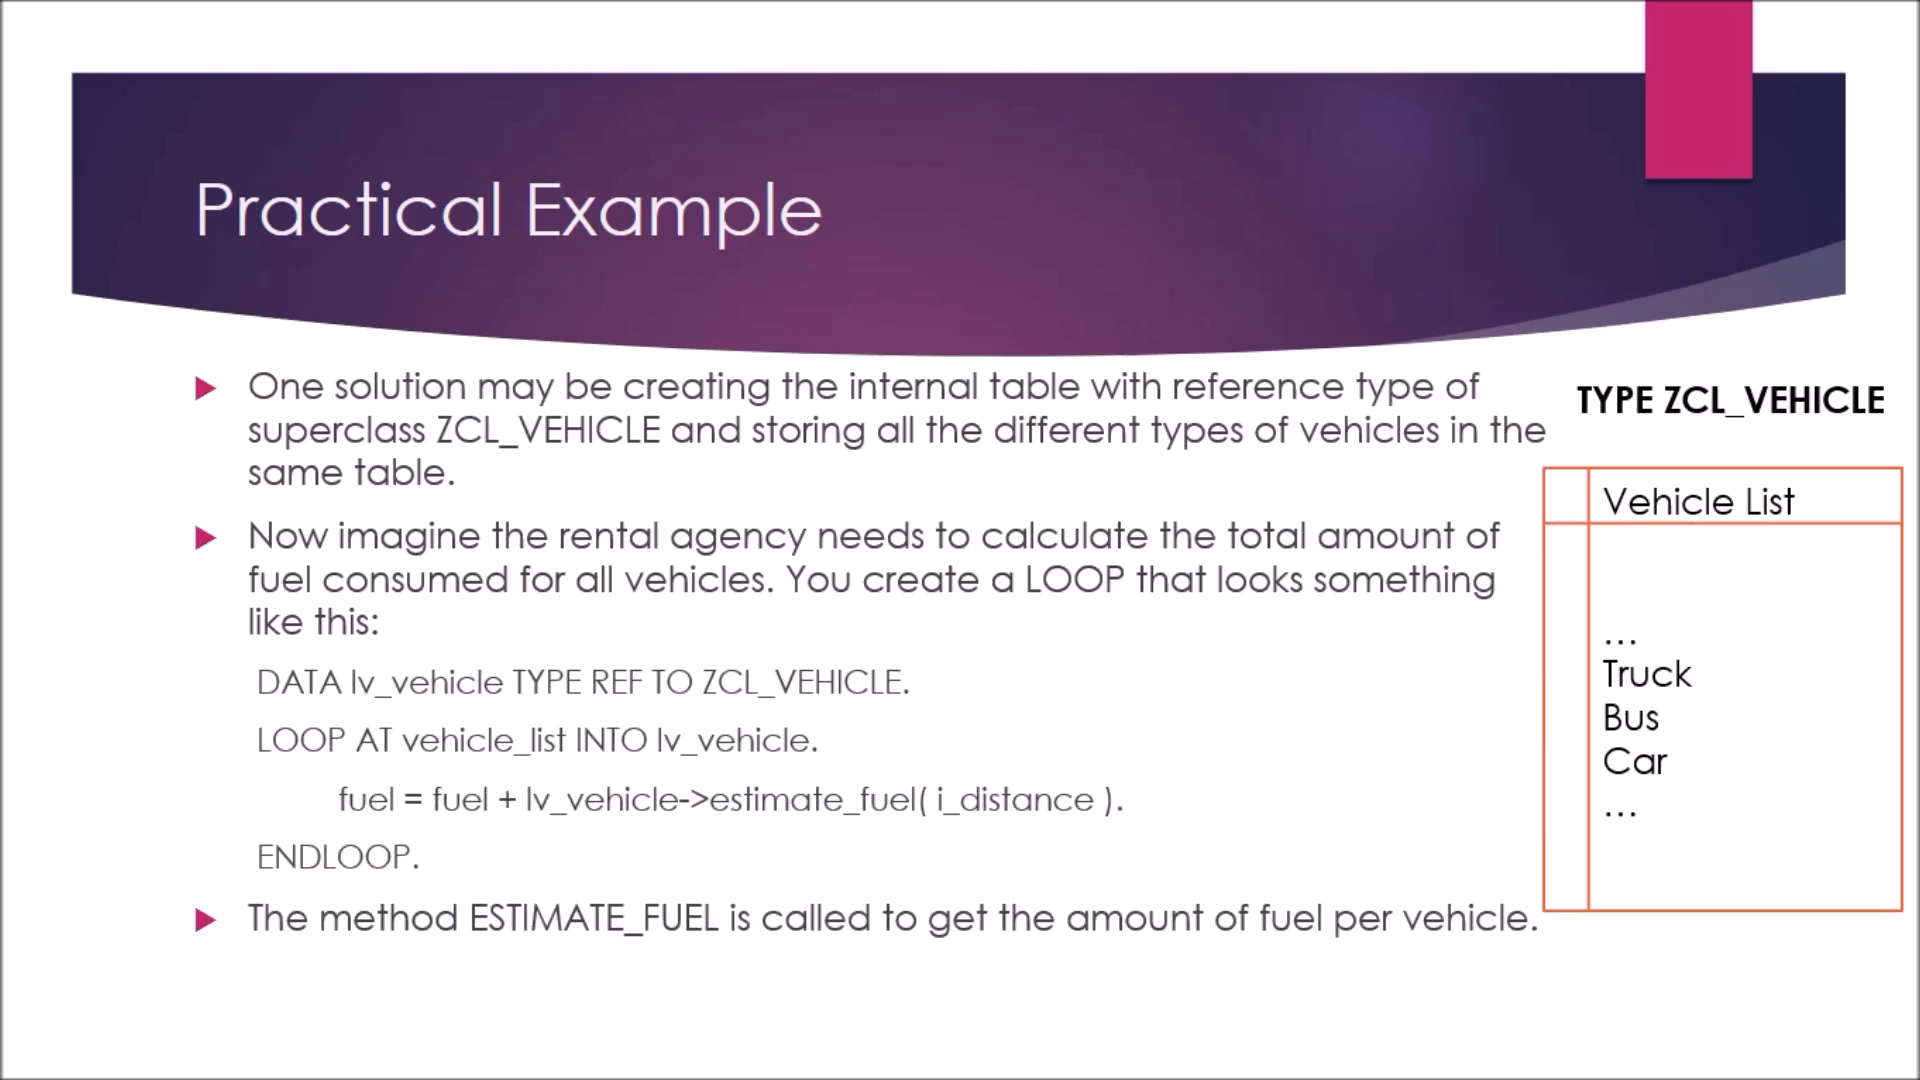 Practical Example
One solution may be creating the internal table with reference type of
superclass ZCL_VEHICLE and storing all the different types of vehicles in the
same table.
Now imagine the rental agency needs to calculate the total amount of
fuel consumed for all vehicles. You create a LOOP that looks something
like this:
DATA lv_vehicle TYPE REF TO ZCL_VEHICLE.
LOOP AT vehicle_list INTO lv_vehicle.
fuel = fuel + lv_vehicle->estimate_fuel( i_distance ).
ENDLOOP.
The method ESTIMATE_FUEL is called to get the amount of fuel per vehicle.
TYPE ZCL_VEHICLE
Vehicle List
…
Truck
Bus
Car
…